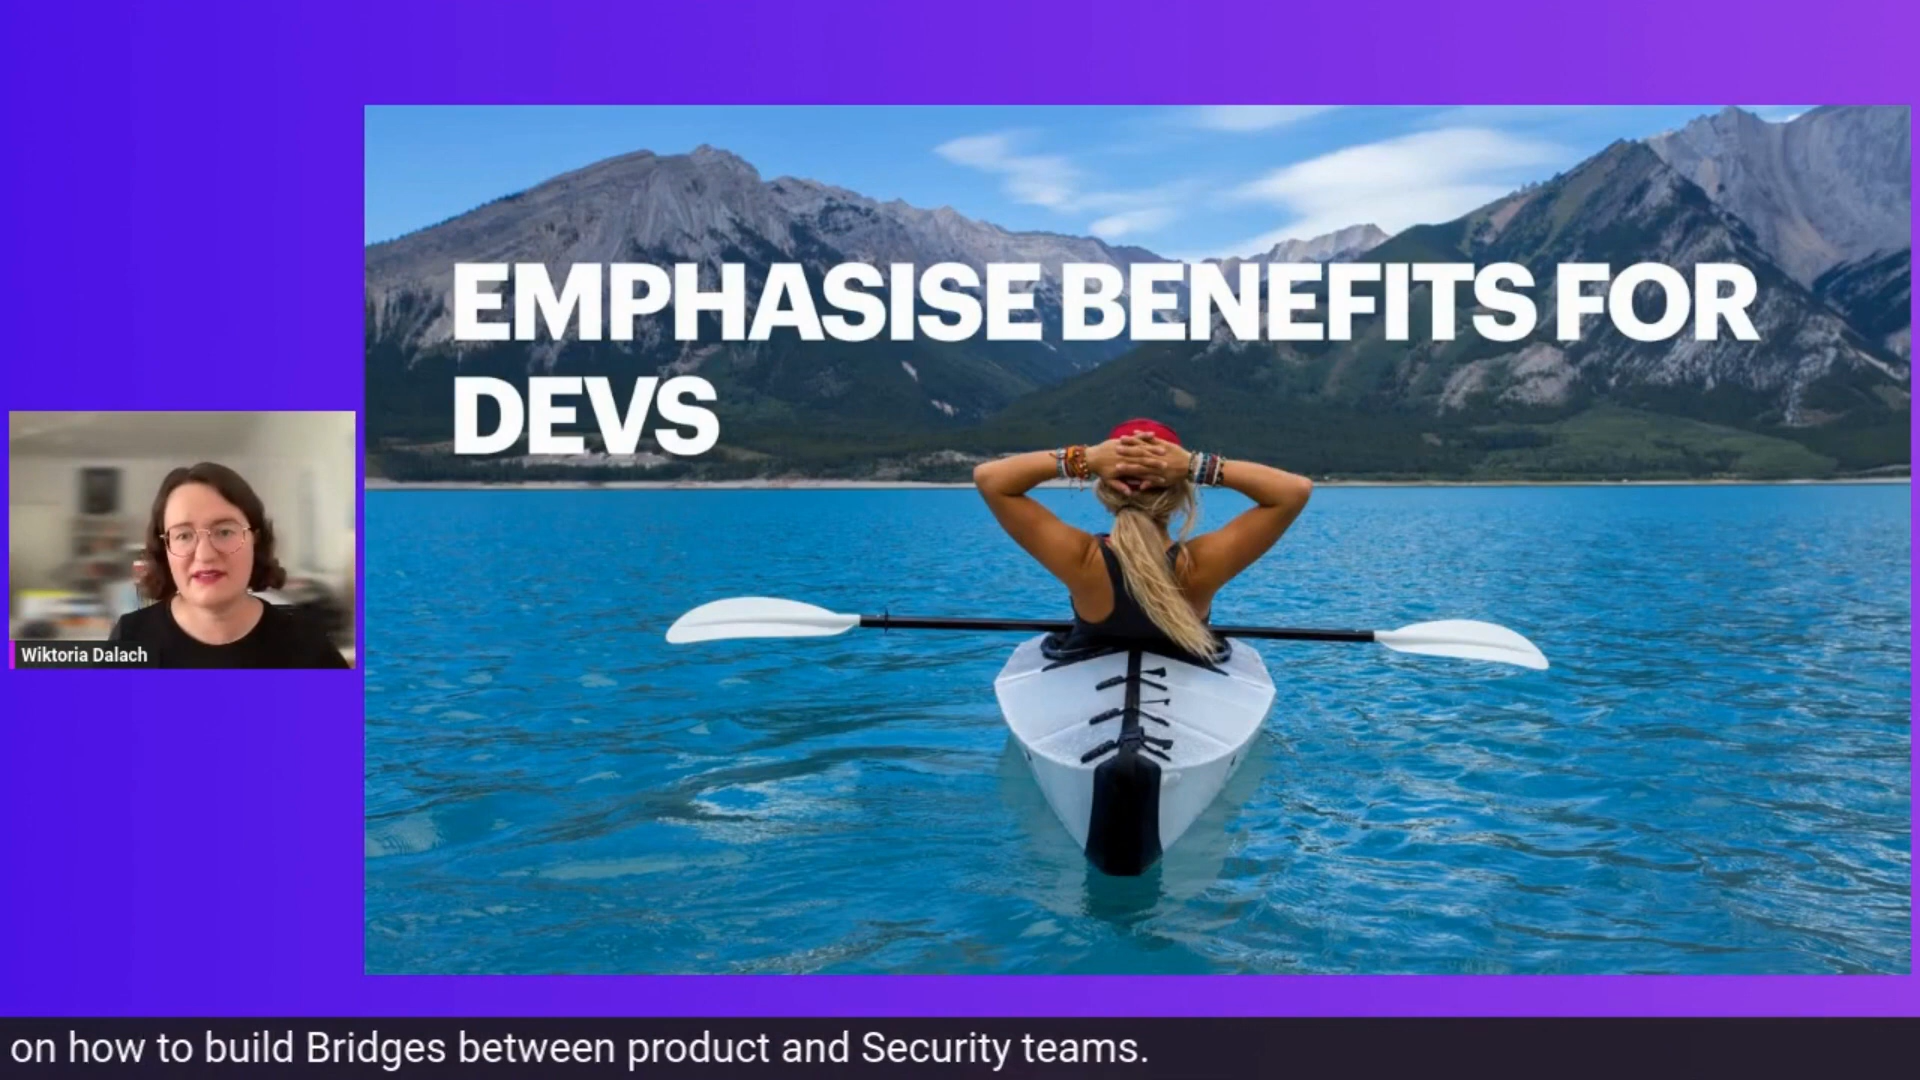 EMPHASISE BENEFITS FOR
DEVS
Wiktoria Dalach
on how to build Bridges between product and Security teams.